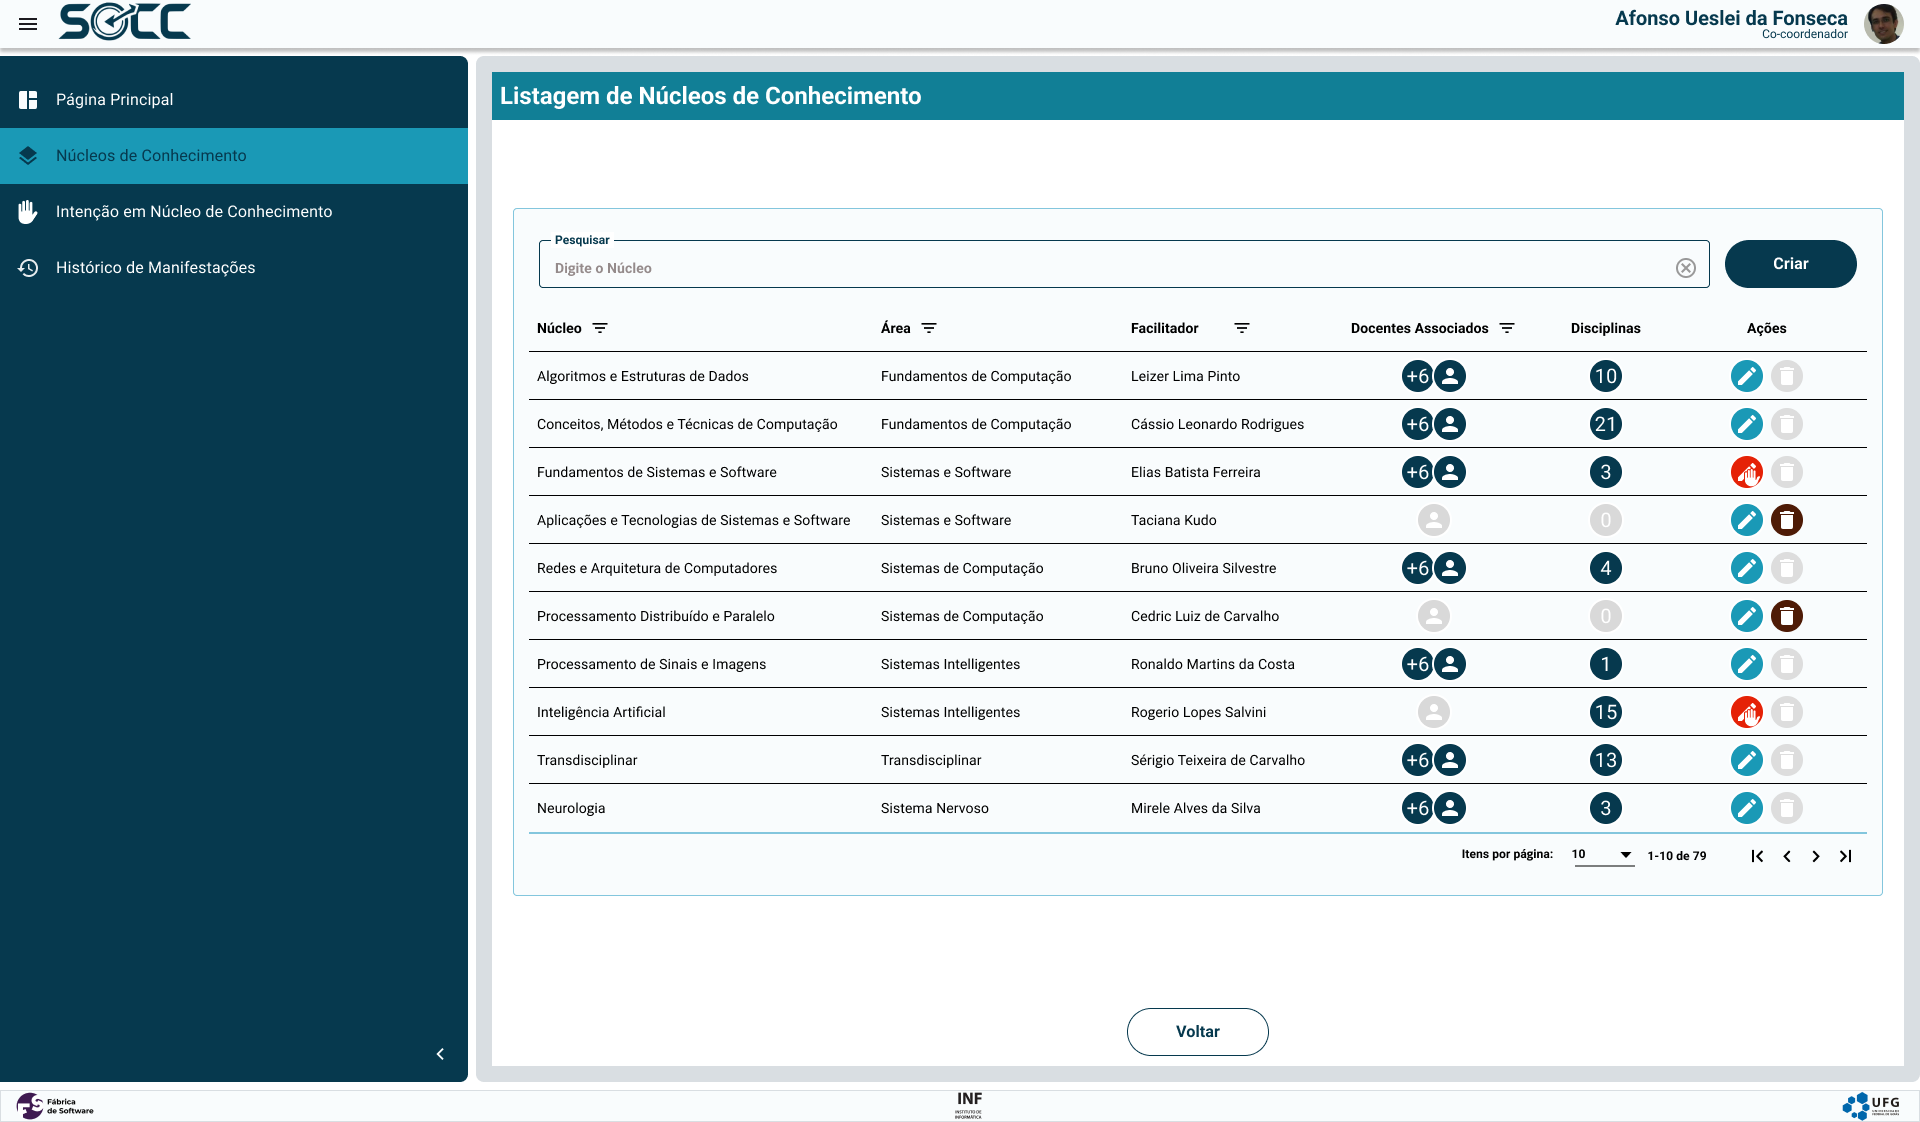 SOCC
Afonso Ueslei da Fonseca
Co-coordenador
Página Principal
Núcleos de Conhecimento
Intenção em Núcleo de Conhecimento
Histórico de Manifestações
Listagem de Núcleos de Conhecimento
Pesquisar
Digite o Núcleo
Criar
Núcleo Área Facilitador Docentes Associados Disciplinas Ações
Algoritmos e Estruturas de Dados Fundamentos de Computação Leizer Lima Pinto +6 10
Conceitos, Métodos e Técnicas de Computação Fundamentos de Computação Cássio Leonardo Rodrigues +6 21
Fundamentos de Sistemas e Software Sistemas e Software Elias Batista Ferreira +6 3
Aplicações e Tecnologias de Sistemas e Software Sistemas e Software Taciana Kudo 0
Redes e Arquitetura de Computadores Sistemas de Computação Bruno Oliveira Silvestre +6 4
Processamento Distribuído e Paralelo Sistemas de Computação Cedric Luiz de Carvalho 0
Processamento de Sinais e Imagens Sistemas Inteligentes Ronaldo Martins da Costa +6 1
Inteligência Artificial Sistemas Inteligentes Rogerio Lopes Salvini 15
Transdisciplinar Transdisciplinar Sérigio Teixeira de Carvalho +6 13
Neurologia Sistema Nervoso Mirele Alves da Silva +6 3
Itens por página: 10 1-10 de 79
Voltar
FS Fábrica
de Software
INF
INSTITUTO DE
INFORMÁTICA
UFG